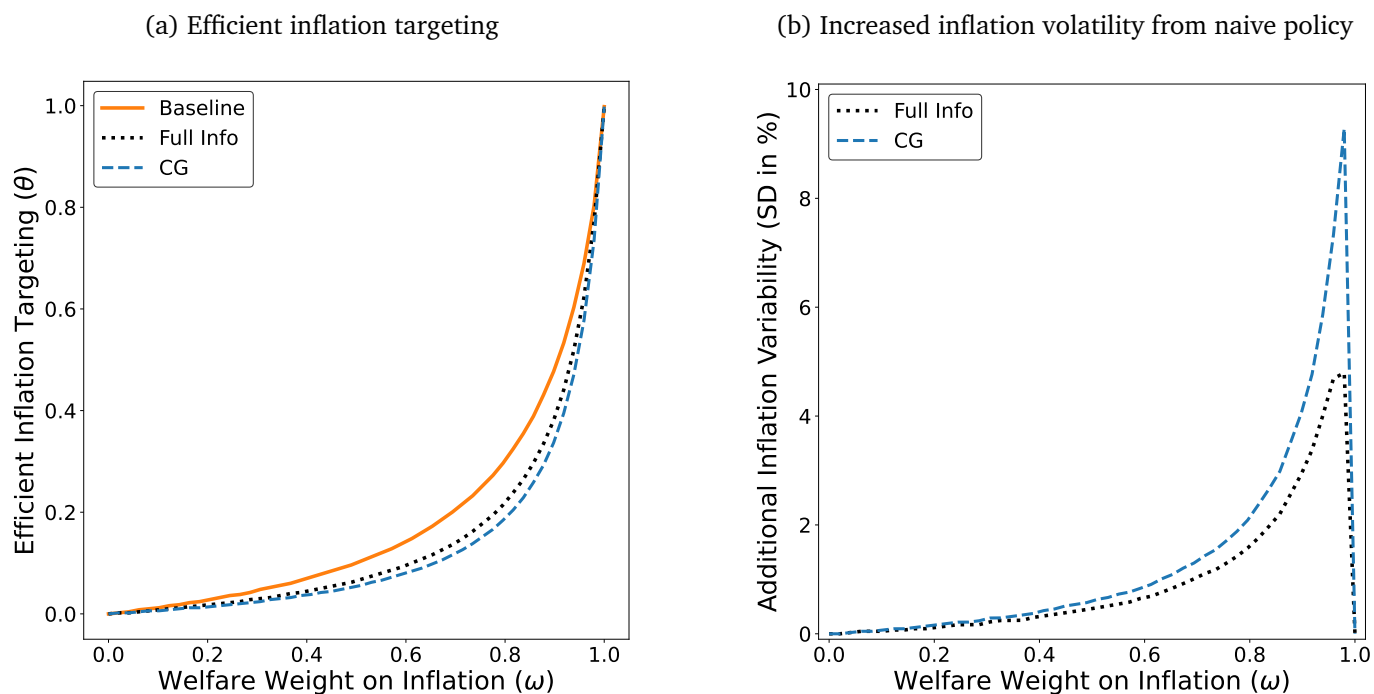 (a) Efficient inflation targeting
Efficient Inflation Targeting (θ)
1.0
0.8
0.6
0.4
0.2
0.0
Baseline
Full Info
CG
0.0 0.2 0.4 0.6 0.8 1.0
Welfare Weight on Inflation (ω)
(b) Increased inflation volatility from naive policy
Additional Inflation Variability (SD in %)
10
8
6
4
2
0
Full Info
CG
0.0 0.2 0.4 0.6 0.8 1.0
Welfare Weight on Inflation (ω)